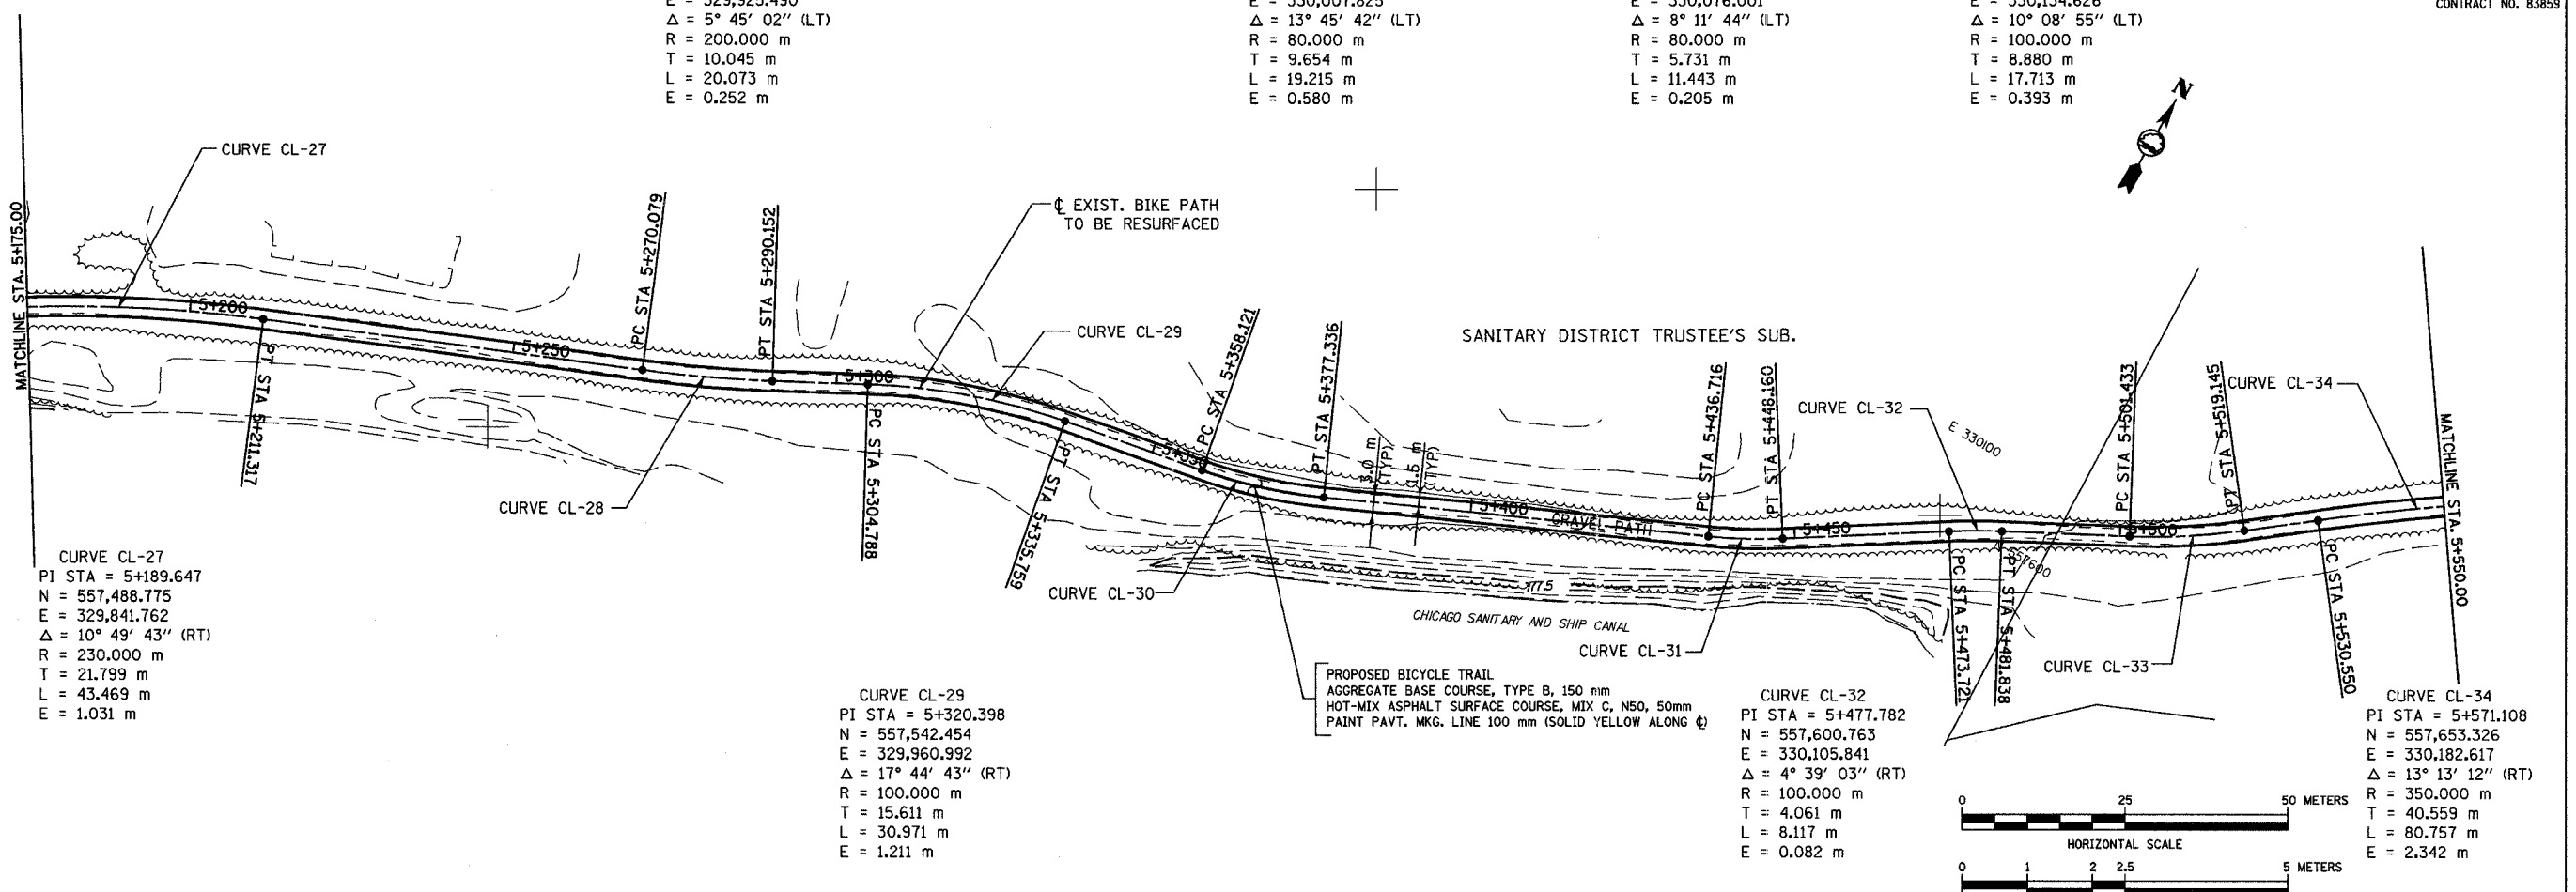 E = 329,925.490
Δ = 5° 45' 02" (LT)
R = 200.000 m
T = 10.045 m
L = 20.073 m
E = 0.252 m
E = 330,007.825
Δ = 13° 45' 42" (LT)
R = 80.000 m
T = 9.654 m
L = 19.215 m
E = 0.580 m
E = 330,076.001
Δ = 8° 11' 44" (LT)
R = 80.000 m
T = 5.731 m
L = 11.443 m
E = 0.205 m
E = 330,134.626
Δ = 10° 08' 55" (LT)
R = 100.000 m
T = 8.880 m
L = 17.713 m
E = 0.393 m
CONTRACT NO. 83859
N
MATCHLINE STA. 5+175.00
CURVE CL-27
5+200
PT STA 5+211.317
5+250
PC STA 5+270.079
CURVE CL-28
PT STA 5+290.152
5+300
PC STA 5+304.788
℄ EXIST. BIKE PATH
TO BE RESURFACED
CURVE CL-29
PT STA 5+335.759
5+350
PC STA 5+358.121
CURVE CL-30
PT STA 5+377.336
3.0 m
(TYP)
1.5 m
(TYP)
SANITARY DISTRICT TRUSTEE'S SUB.
5+400
GRAVEL PATH
PC STA 5+436.716
PT STA 5+448.160
5+450
CURVE CL-31
177.5
CHICAGO SANITARY AND SHIP CANAL
CURVE CL-32
E 330100
PC STA 5+473.721
PT STA 5+481.838
557600
PC STA 5+501.433
5+500
PT STA 5+519.145
CURVE CL-33
CURVE CL-34
PC STA 5+530.550
MATCHLINE STA. 5+550.00
CURVE CL-27
PI STA = 5+189.647
N = 557,488.775
E = 329,841.762
Δ = 10° 49' 43" (RT)
R = 230.000 m
T = 21.799 m
L = 43.469 m
E = 1.031 m
CURVE CL-29
PI STA = 5+320.398
N = 557,542.454
E = 329,960.992
Δ = 17° 44' 43" (RT)
R = 100.000 m
T = 15.611 m
L = 30.971 m
E = 1.211 m
PROPOSED BICYCLE TRAIL
AGGREGATE BASE COURSE, TYPE B, 150 mm
HOT-MIX ASPHALT SURFACE COURSE, MIX C, N50, 50mm
PAINT PAVT. MKG. LINE 100 mm (SOLID YELLOW ALONG ℄)
CURVE CL-32
PI STA = 5+477.782
N = 557,600.763
E = 330,105.841
Δ = 4° 39' 03" (RT)
R = 100.000 m
T = 4.061 m
L = 8.117 m
E = 0.082 m
CURVE CL-34
PI STA = 5+571.108
N = 557,653.326
E = 330,182.617
Δ = 13° 13' 12" (RT)
R = 350.000 m
T = 40.559 m
L = 80.757 m
E = 2.342 m
0 25 50 METERS
HORIZONTAL SCALE
0 1 2 2.5 5 METERS